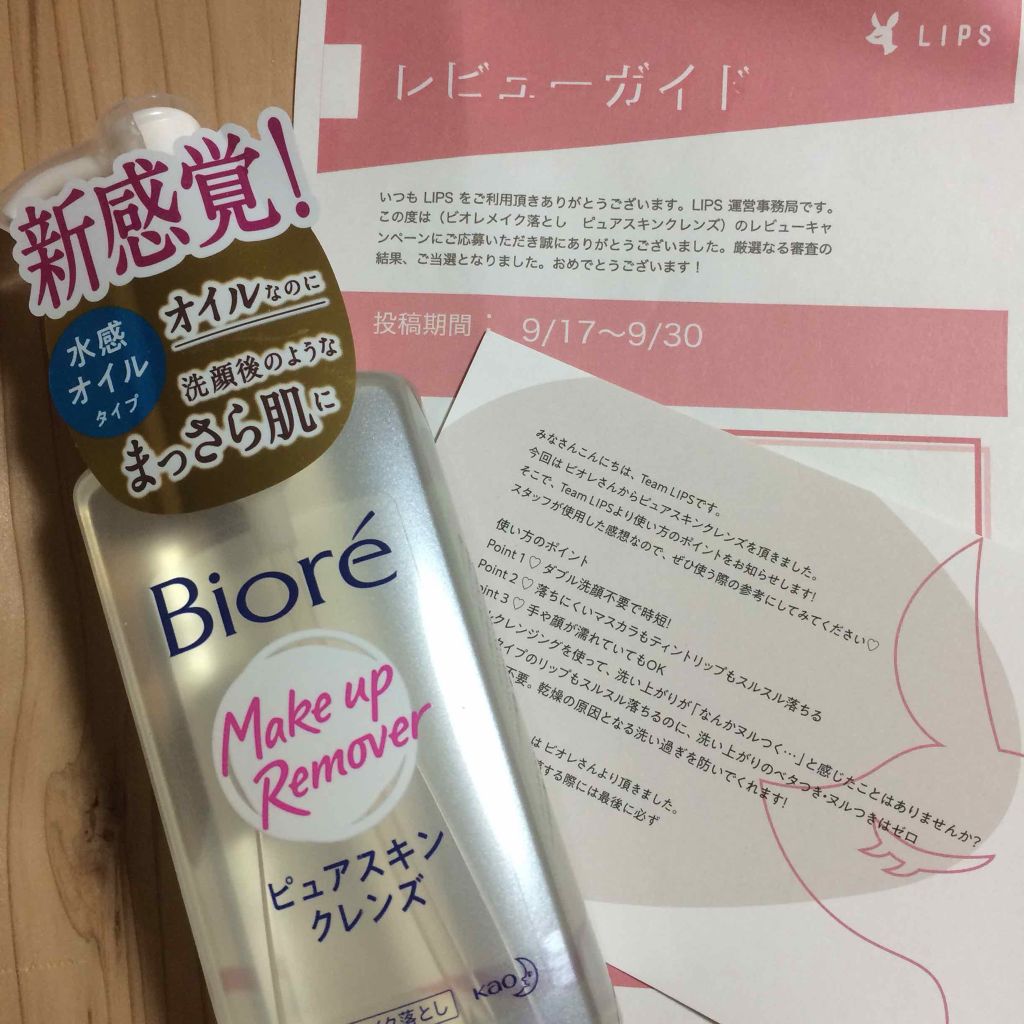 LIPS
レビューガイド
いつも LIPS をご利用頂きありがとうございます。LIPS 運営事務局です。
この度は（ビオレメイク落とし　ピュアスキンクレンズ）のレビューキャ
ンペーンにご応募いただき誠にありがとうございました。厳選なる審査の
結果、ご当選となりました。おめでとうございます！
投稿期間： 9/17〜9/30
みなさんこんにちは、Team LIPSです。
今回は ビオレさんからピュアスキンクレンズを頂きました。
そこで、Team LIPSより使い方のポイントをお知らせします!
スタッフが使用した感想なので、ぜひ使う際の参考にしてみてください♡
使い方のポイント
Point 1 ♡ ダブル洗顔不要で時短!
Point 2 ♡ 落ちにくいマスカラもティントリップもスルスル落ちる
oint 3 ♡ 手や顔が濡れていてもOK
クレンジングを使って、洗い上がりが「なんかヌルつく…」と感じたことはありませんか?
タイプのリップもスルスル落ちるのに、洗い上がりのベタつき・ヌルつきはゼロ
不要。乾燥の原因となる洗い過ぎを防いでくれます!
は ビオレさんより頂きました。
する際には最後に必ず
新感覚!
水感
オイル
タイプ
オイルなのに
洗顔後のような
まっさら肌に
Bioré
Make up
Remover
ピュアスキン
クレンズ
Kao
ク落とし